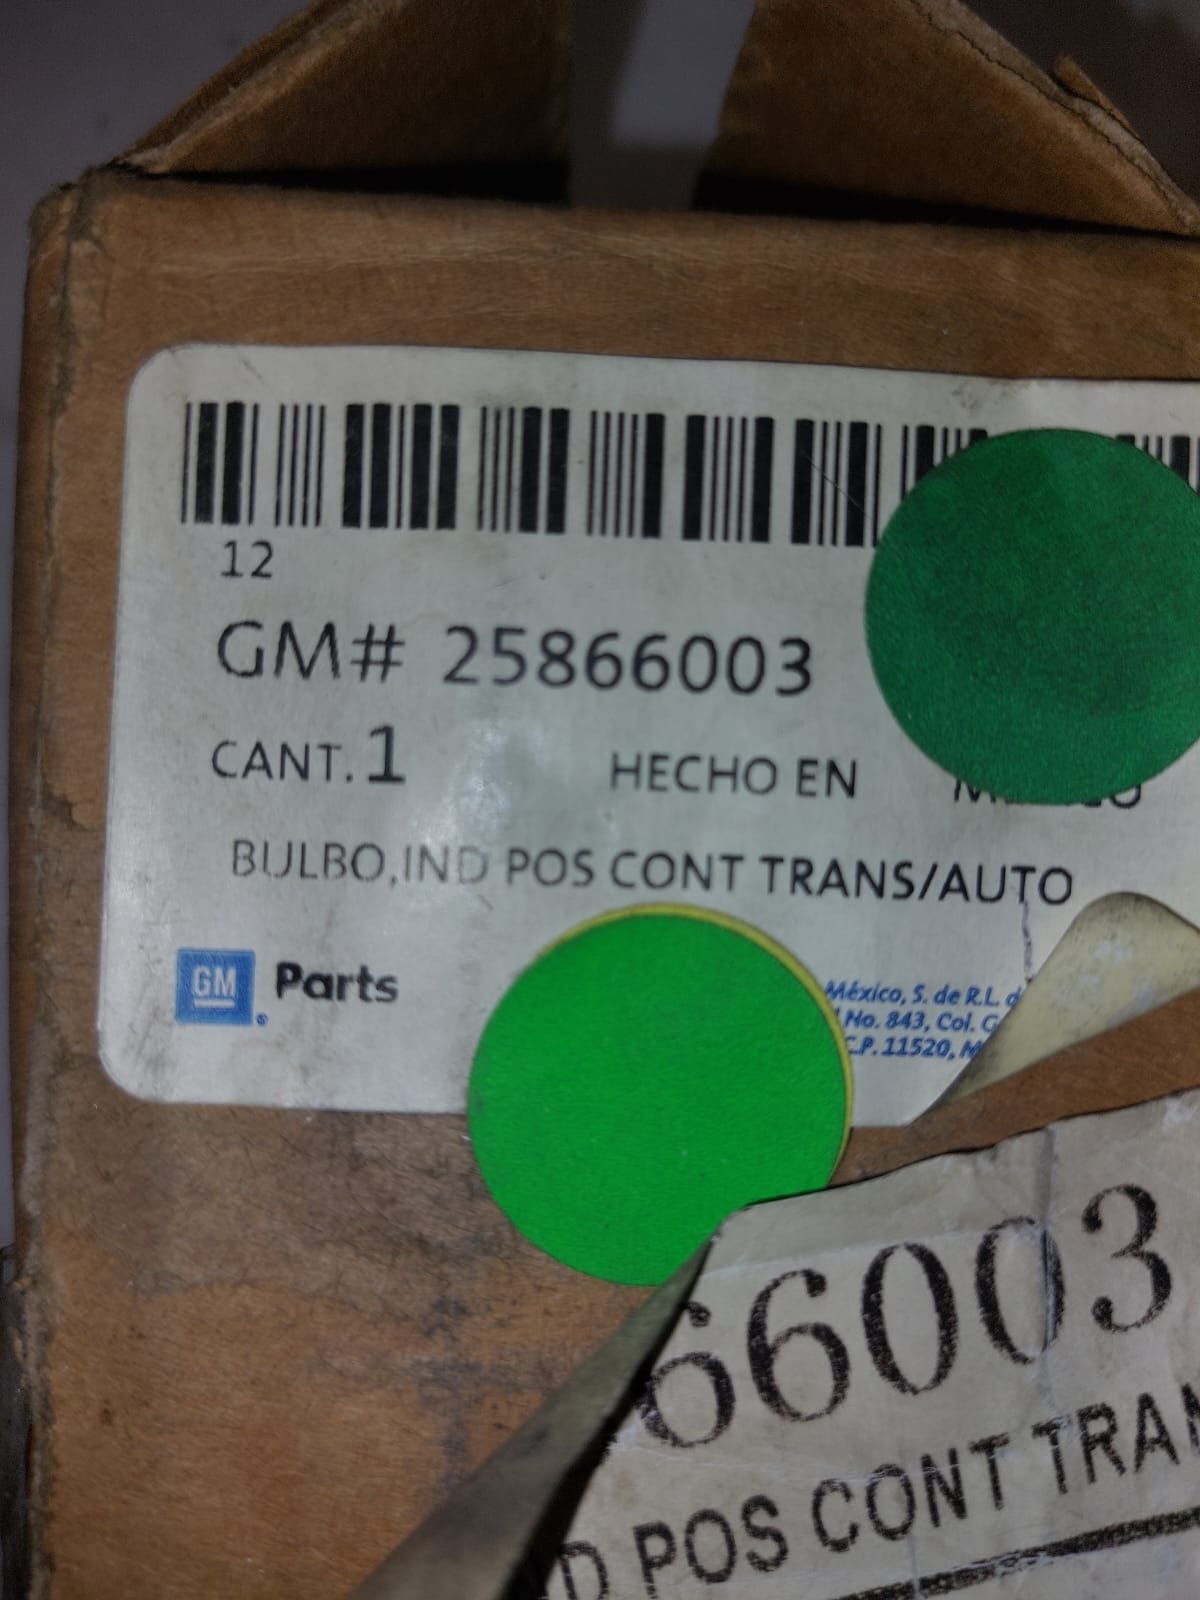 12
GM# 25866003
CANT. 1 HECHO EN
BULBO,IND POS CONT TRANS/AUTO
GM Parts
México, S. de R.L. d
No. 843, Col. G
C.P. 11520, M
66003
D POS CONT TRAN